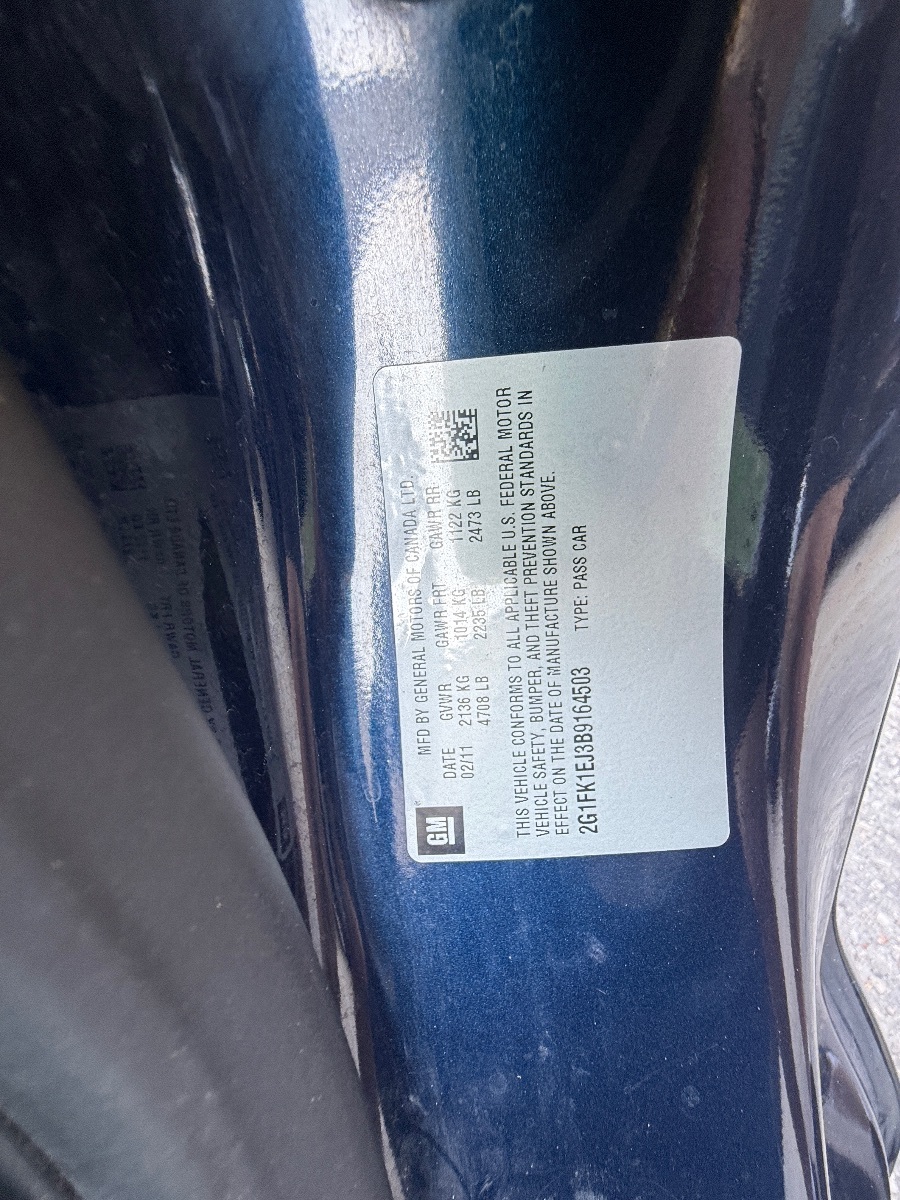 GM
MFD BY GENERAL MOTORS OF CANADA LTD.
DATE GVWR GAWR FRT GAWR RR
02/11 2136 KG 1014 KG 1122 KG
4708 LB 2235 LB 2473 LB
THIS VEHICLE CONFORMS TO ALL APPLICABLE U.S. FEDERAL MOTOR
VEHICLE SAFETY, BUMPER, AND THEFT PREVENTION STANDARDS IN
EFFECT ON THE DATE OF MANUFACTURE SHOWN ABOVE.
2G1FK1EJ3B9164503 TYPE: PASS CAR